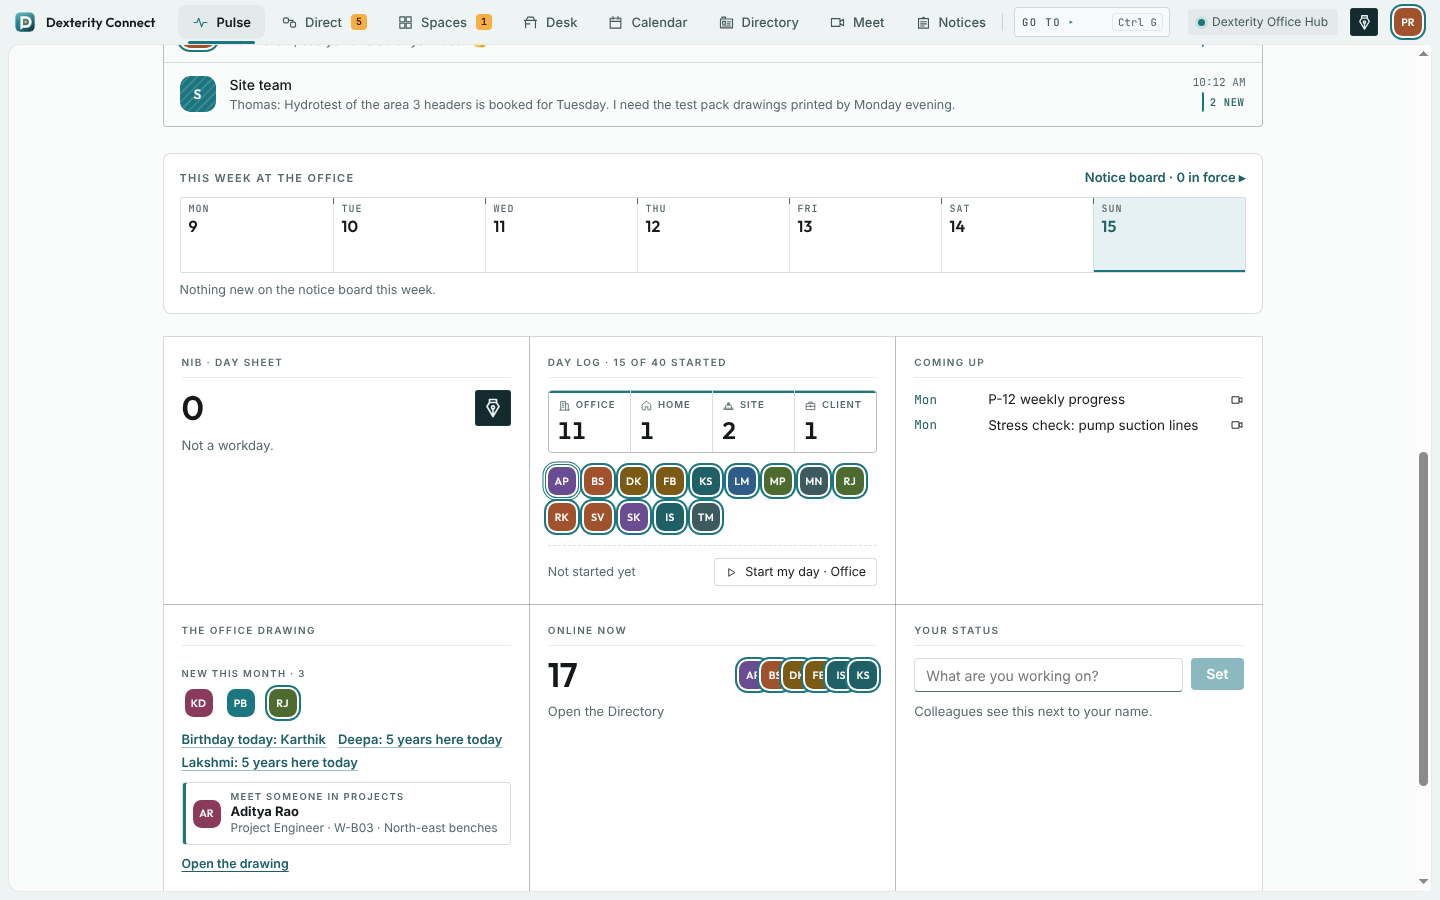 Dexterity Connect
Pulse
Direct 5
Spaces 1
Desk
Calendar
Directory
Meet
Notices
GO TO
Ctrl G
Dexterity Office Hub
PR
S
Site team
Thomas: Hydrotest of the area 3 headers is booked for Tuesday. I need the test pack drawings printed by Monday evening.
10:12 AM
2 NEW
THIS WEEK AT THE OFFICE
Notice board · 0 in force ▸
MON 9
TUE 10
WED 11
THU 12
FRI 13
SAT 14
SUN 15
Nothing new on the notice board this week.
NIB · DAY SHEET
0
Not a workday.
DAY LOG · 15 OF 40 STARTED
OFFICE 11
HOME 1
SITE 2
CLIENT 1
AP BS DK FB KS LM MP MN RJ
RK SV SK IS TM
Not started yet
Start my day · Office
COMING UP
Mon P-12 weekly progress
Mon Stress check: pump suction lines
THE OFFICE DRAWING
NEW THIS MONTH · 3
KD PB RJ
Birthday today: Karthik Deepa: 5 years here today
Lakshmi: 5 years here today
AR
MEET SOMEONE IN PROJECTS
Aditya Rao
Project Engineer · W-B03 · North-east benches
Open the drawing
ONLINE NOW
17
KS
Open the Directory
YOUR STATUS
What are you working on?
Set
Colleagues see this next to your name.